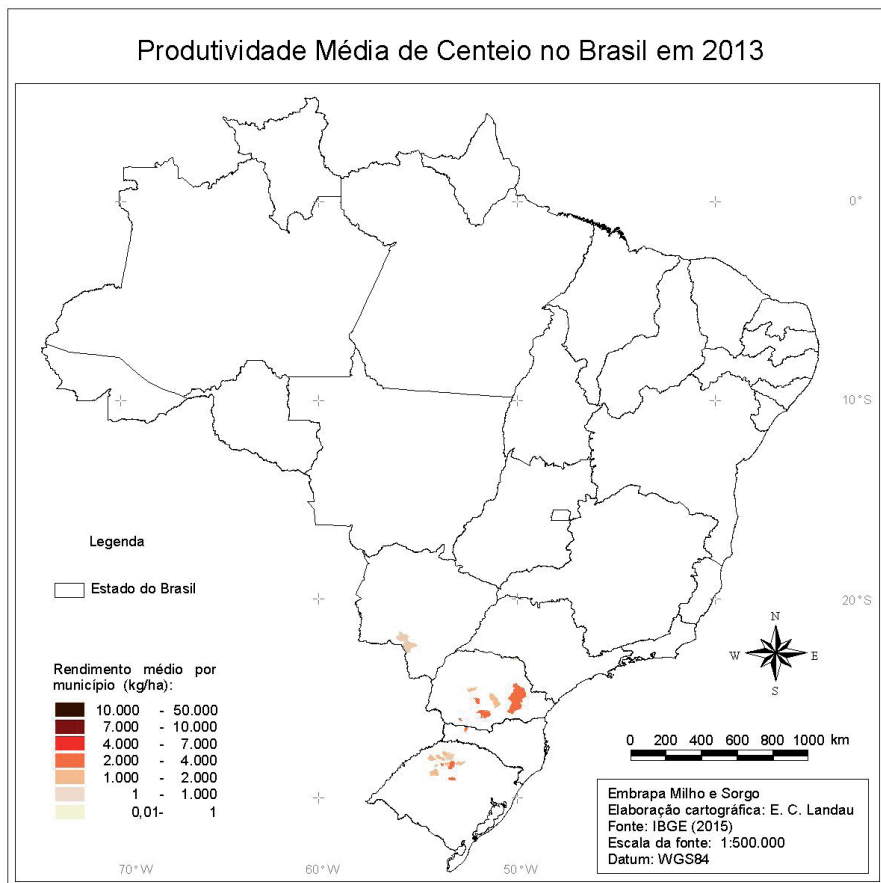 Produtividade Média de Centeio no Brasil em 2013
0°
10°S
20°S
Legenda
Estado do Brasil
Rendimento médio por
município (kg/ha):
10.000 - 50.000
7.000 - 10.000
4.000 - 7.000
2.000 - 4.000
1.000 - 2.000
1 - 1.000
0,01- 1
N
W E
S
0 200 400 600 800 1000 km
Embrapa Milho e Sorgo
Elaboração cartográfica: E. C. Landau
Fonte: IBGE (2015)
Escala da fonte: 1:500.000
Datum: WGS84
70°W 60°W 50°W